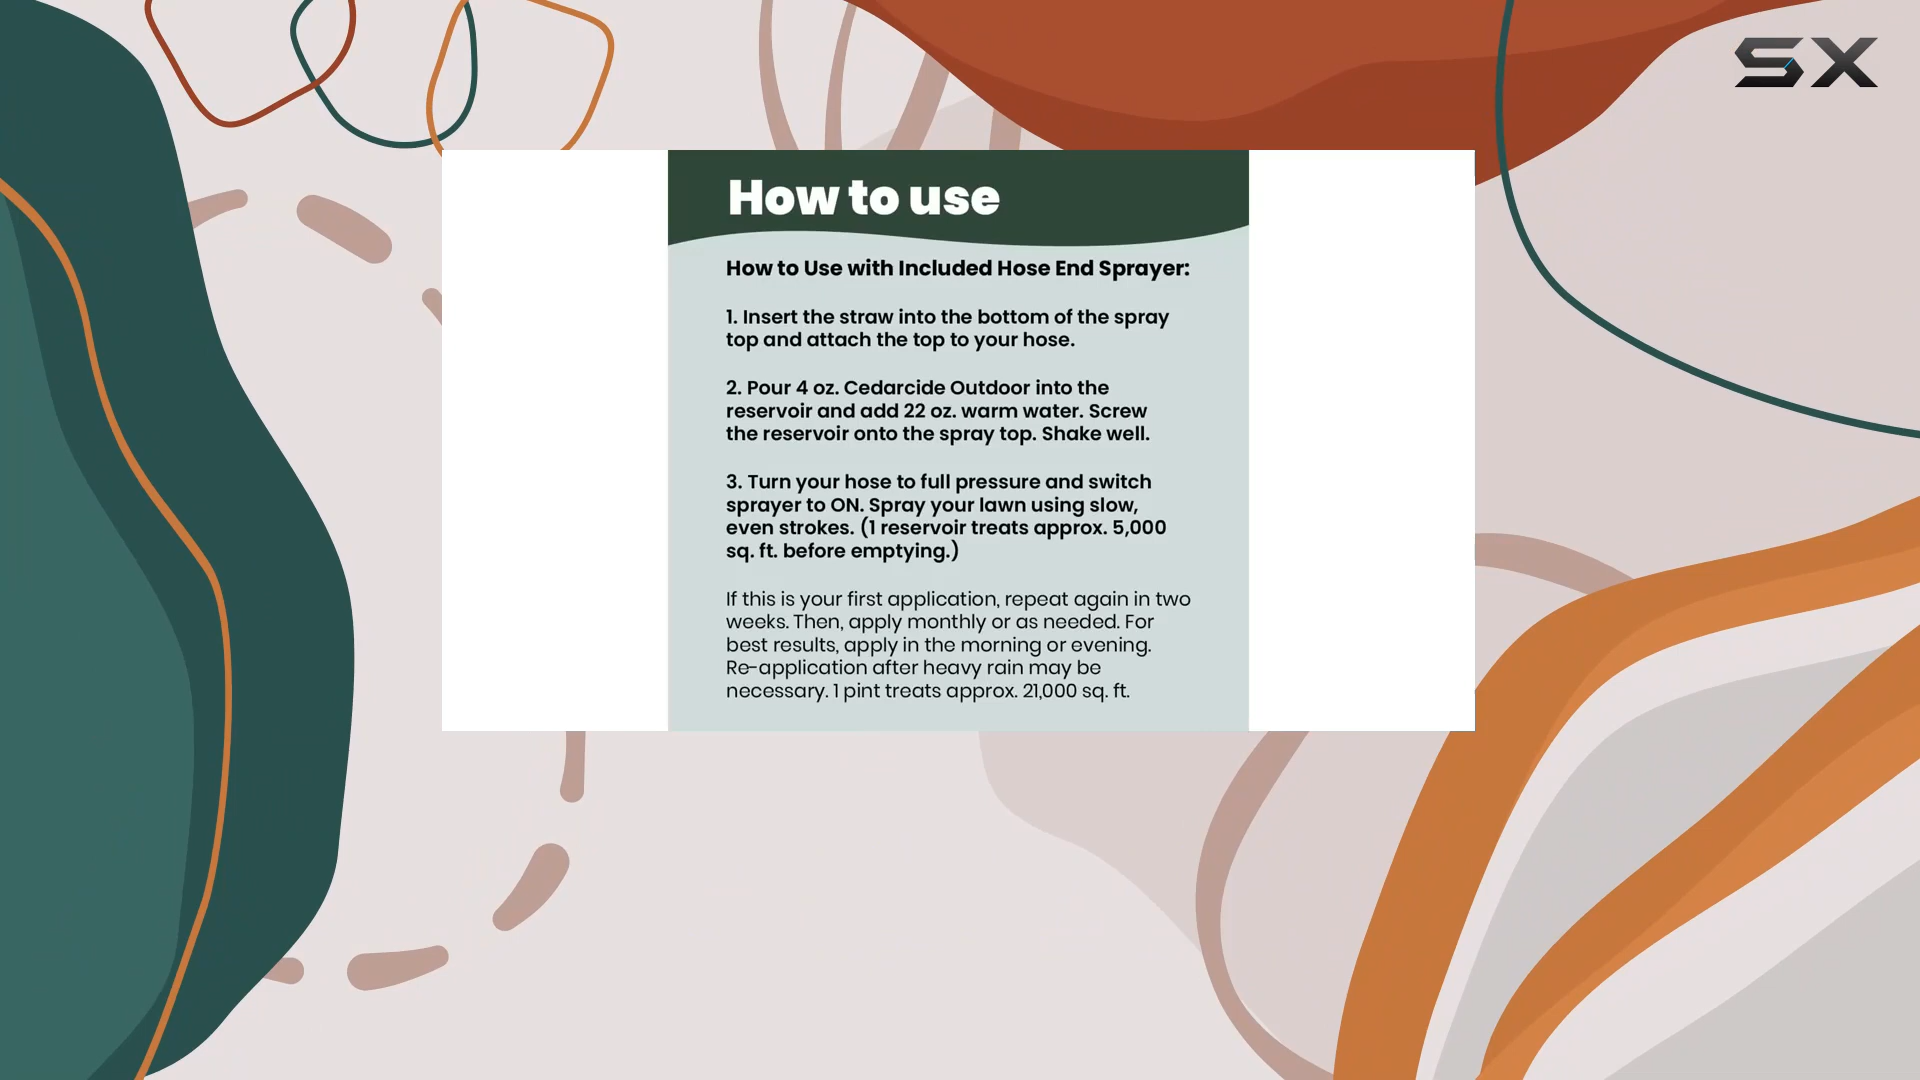 SX
How to use
How to Use with Included Hose End Sprayer:
1. Insert the straw into the bottom of the spray
top and attach the top to your hose.
2. Pour 4 oz. Cedarcide Outdoor into the
reservoir and add 22 oz. warm water. Screw
the reservoir onto the spray top. Shake well.
3. Turn your hose to full pressure and switch
sprayer to ON. Spray your lawn using slow,
even strokes. (1 reservoir treats approx. 5,000
sq. ft. before emptying.)
If this is your first application, repeat again in two
weeks. Then, apply monthly or as needed. For
best results, apply in the morning or evening.
Re-application after heavy rain may be
necessary. 1 pint treats approx. 21,000 sq. ft.